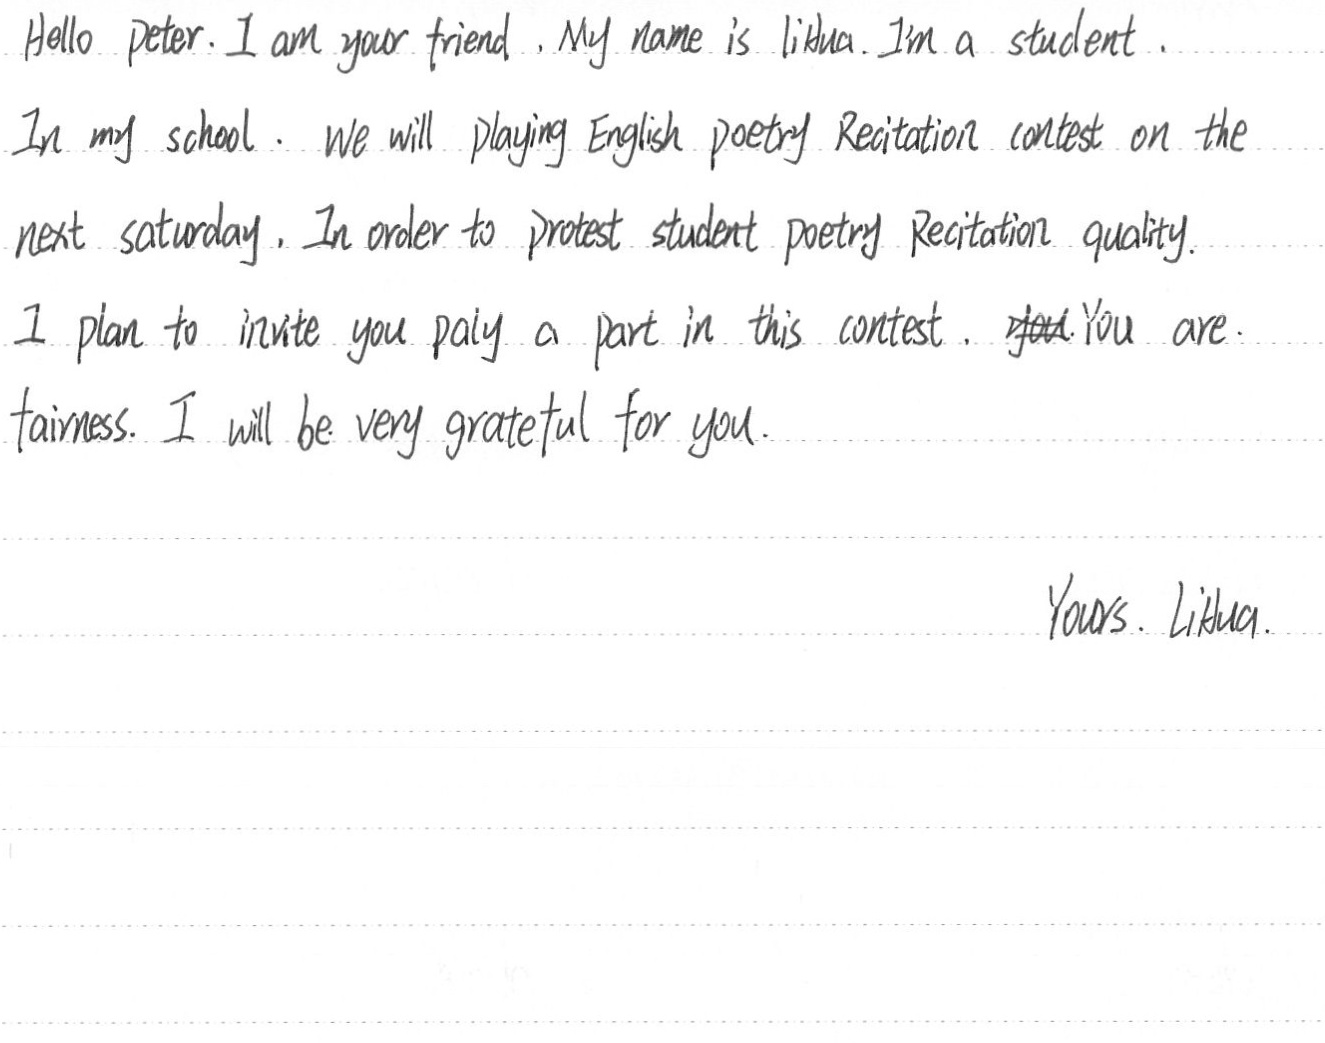 Hello peter. I am your friend. My name is liHua. I'm a student.
In my school. We will playing English poetry Recitation contest on the
next saturday. In order to protest student poetry Recitation quality.
I plan to invite you paly a part in this contest. You are.
fairness. I will be very grateful for you.
Yours. LiHua.